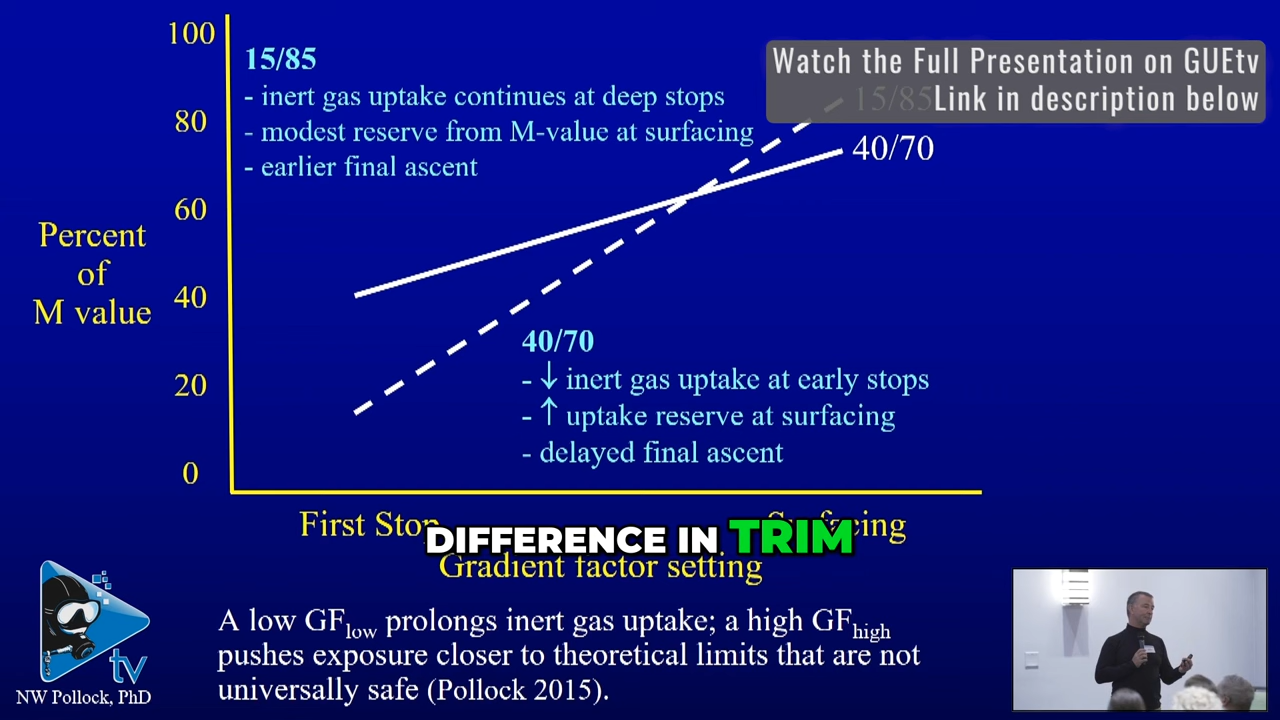 100
80
60
40
20
0
Percent
of
M value
15/85
- inert gas uptake continues at deep stops
- modest reserve from M-value at surfacing
- earlier final ascent
Watch the Full Presentation on GUEtv
Link in description below
15/85
40/70
40/70
- ↓ inert gas uptake at early stops
- ↑ uptake reserve at surfacing
- delayed final ascent
First Stop
Surfacing
DIFFERENCE IN TRIM
Gradient factor setting
A low GFlow prolongs inert gas uptake; a high GFhigh
pushes exposure closer to theoretical limits that are not
universally safe (Pollock 2015).
tv
NW Pollock, PhD